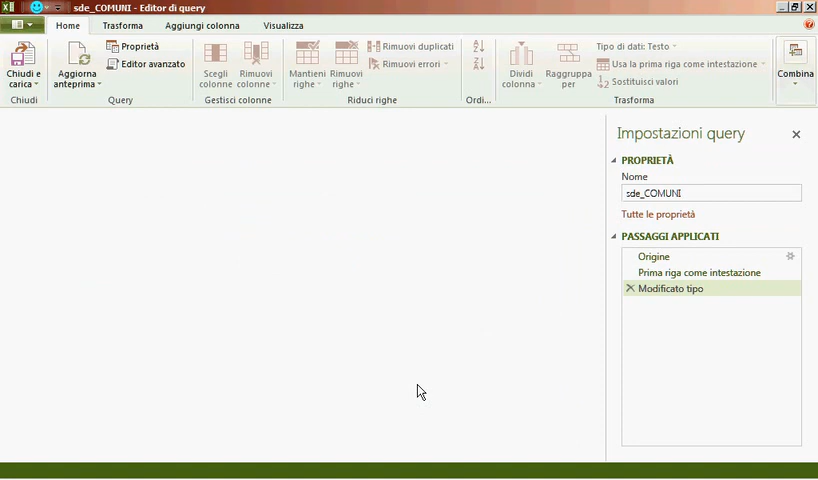 sde_COMUNI - Editor di query
Home Trasforma Aggiungi colonna Visualizza
Chiudi e carica
Chiudi
Aggiorna anteprima
Proprietà
Editor avanzato
Query
Scegli colonne
Rimuovi colonne
Gestisci colonne
Mantieni righe
Rimuovi righe
Rimuovi duplicati
Rimuovi errori
Riduci righe
Ordi...
Dividi colonna
Raggruppa per
Tipo di dati: Testo
Usa la prima riga come intestazione
Sostituisci valori
Trasforma
Combina
Impostazioni query
PROPRIETÀ
Nome
sde_COMUNI
Tutte le proprietà
PASSAGGI APPLICATI
Origine
Prima riga come intestazione
Modificato tipo